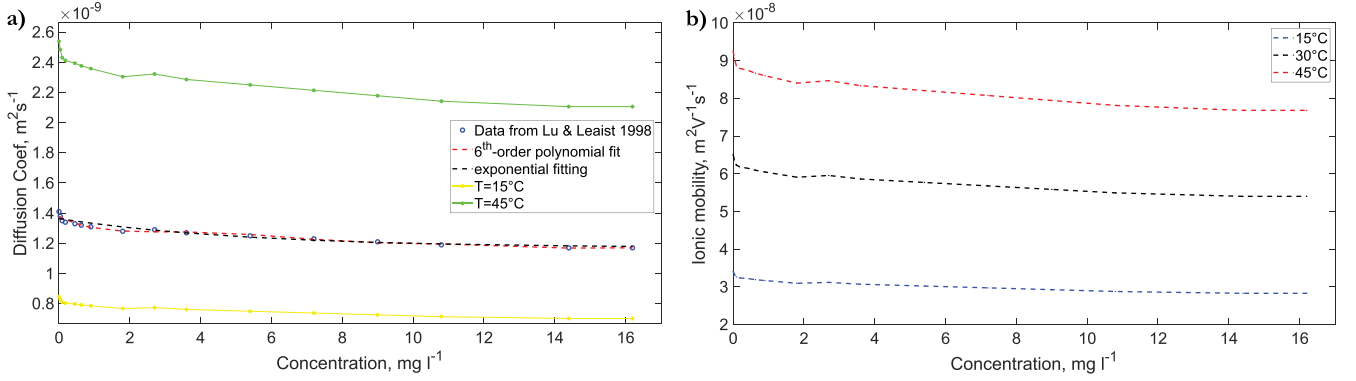 a)
×10⁻⁹
2.6
2.4
2.2
2
1.8
1.6
1.4
1.2
1
0.8
Diffusion Coef, m²s⁻¹
Data from Lu & Leaist 1998
6ᵗʰ-order polynomial fit
exponential fitting
T=15°C
T=45°C
0 2 4 6 8 10 12 14 16
Concentration, mg l⁻¹
b)
×10⁻⁸
10
9
8
7
6
5
4
3
2
Ionic mobility, m²V⁻¹s⁻¹
15°C
30°C
45°C
0 2 4 6 8 10 12 14 16
Concentration, mg l⁻¹